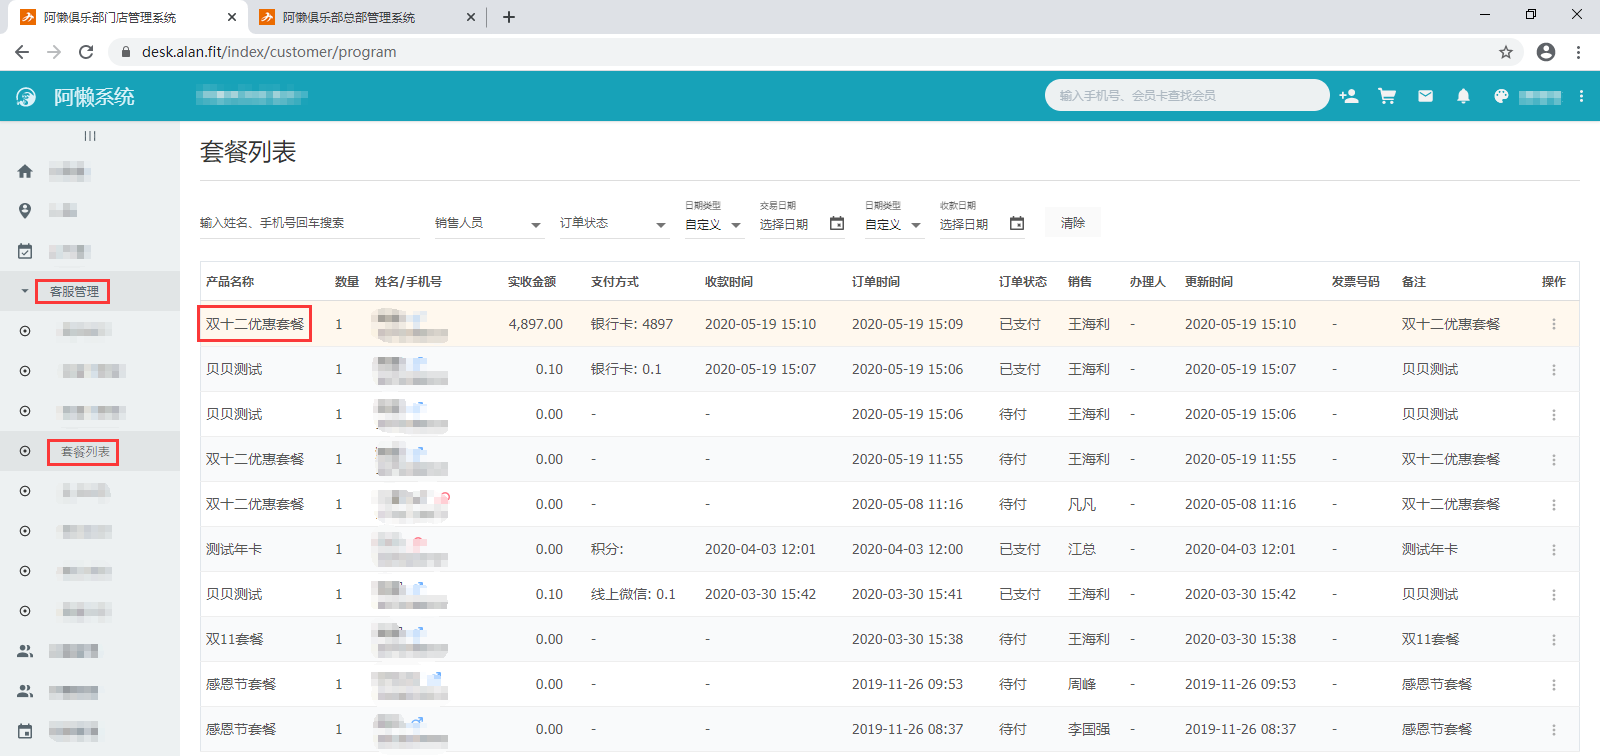 阿懒俱乐部门店管理系统
阿懒俱乐部总部管理系统
desk.alan.fit/index/customer/program
阿懒系统
输入手机号、会员卡查找会员
套餐列表
客服管理
套餐列表
日期类型 交易日期 日期类型 收款日期
输入姓名、手机号回车搜索 销售人员 订单状态 自定义 选择日期 自定义 选择日期 清除
产品名称 数量 姓名/手机号 实收金额 支付方式 收款时间 订单时间 订单状态 销售 办理人 更新时间 发票号码 备注 操作
双十二优惠套餐 1 4,897.00 银行卡: 4897 2020-05-19 15:10 2020-05-19 15:09 已支付 王海利 - 2020-05-19 15:10 - 双十二优惠套餐
贝贝测试 1 0.10 银行卡: 0.1 2020-05-19 15:07 2020-05-19 15:06 已支付 王海利 - 2020-05-19 15:07 - 贝贝测试
贝贝测试 1 0.00 - - 2020-05-19 15:06 待付 王海利 - 2020-05-19 15:06 - 贝贝测试
双十二优惠套餐 1 0.00 - - 2020-05-19 11:55 待付 王海利 - 2020-05-19 11:55 - 双十二优惠套餐
双十二优惠套餐 1 0.00 - - 2020-05-08 11:16 待付 凡凡 - 2020-05-08 11:16 - 双十二优惠套餐
测试年卡 1 0.00 积分: 2020-04-03 12:01 2020-04-03 12:00 已支付 江总 - 2020-04-03 12:01 - 测试年卡
贝贝测试 1 0.10 线上微信: 0.1 2020-03-30 15:42 2020-03-30 15:41 已支付 王海利 - 2020-03-30 15:42 - 贝贝测试
双11套餐 1 0.00 - - 2020-03-30 15:38 待付 王海利 - 2020-03-30 15:38 - 双11套餐
感恩节套餐 1 0.00 - - 2019-11-26 09:53 待付 周峰 - 2019-11-26 09:53 - 感恩节套餐
感恩节套餐 1 0.00 - - 2019-11-26 08:37 待付 李国强 - 2019-11-26 08:37 - 感恩节套餐